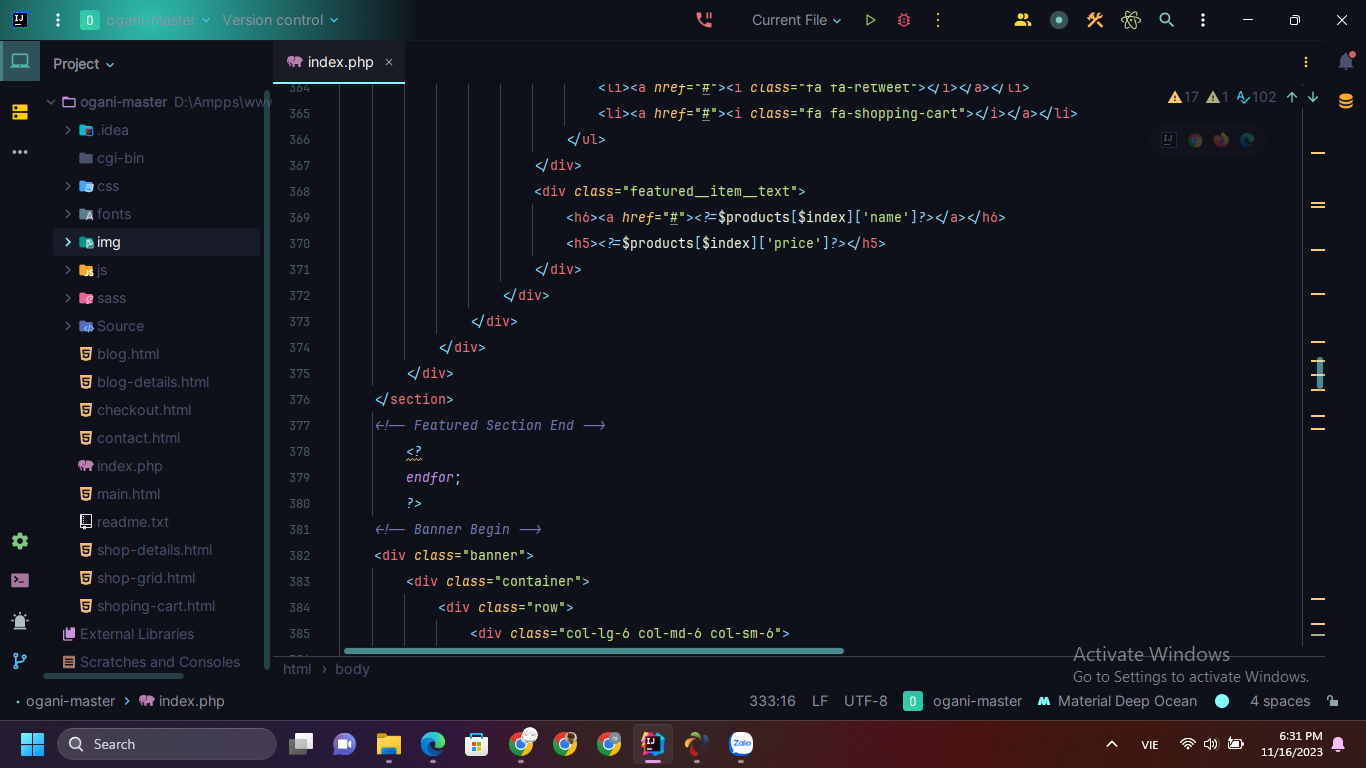 0 ogani-master Version control Current File
Project
index.php
ogani-master D:\Ampps\www
.idea
cgi-bin
css
fonts
img
js
sass
Source
blog.html
blog-details.html
checkout.html
contact.html
index.php
main.html
readme.txt
shop-details.html
shop-grid.html
shoping-cart.html
External Libraries
Scratches and Consoles
17 1 102
364 <li><a href="#"><i class="fa fa-retweet"></i></a></li>
365 <li><a href="#"><i class="fa fa-shopping-cart"></i></a></li>
366 </ul>
367 </div>
368 <div class="featured__item__text">
369 <h6><a href="#"><?=$products[$index]['name']?></a></h6>
370 <h5><?=$products[$index]['price']?></h5>
371 </div>
372 </div>
373 </div>
374 </div>
375 </div>
376 </section>
377 <!-- Featured Section End -->
378 <?
379 endfor;
380 ?>
381 <!-- Banner Begin -->
382 <div class="banner">
383 <div class="container">
384 <div class="row">
385 <div class="col-lg-6 col-md-6 col-sm-6">
html › body
Activate Windows
Go to Settings to activate Windows.
ogani-master > index.php 333:16 LF UTF-8 0 ogani-master Material Deep Ocean 4 spaces
Search
VIE
6:31 PM
11/16/2023
Zalo